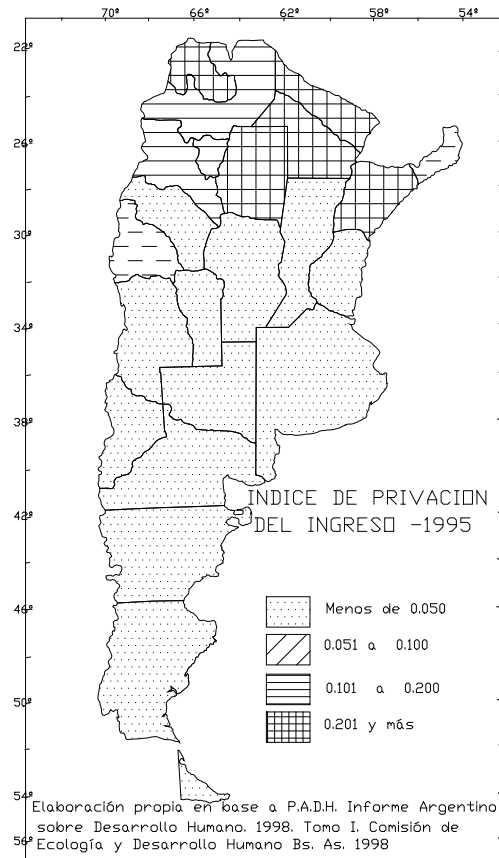 70º 66º 62º 58º 54º
22º
26º
30º
34º
38º
42º
46º
50º
54º
56º
INDICE DE PRIVACION
DEL INGRESO -1995
Menos de 0.050
0.051 a 0.100
0.101 a 0.200
0.201 y más
Elaboración propia en base a P.A.D.H. Informe Argentino
sobre Desarrollo Humano. 1998. Tomo I. Comisión de
Ecología y Desarrollo Humano Bs. As. 1998